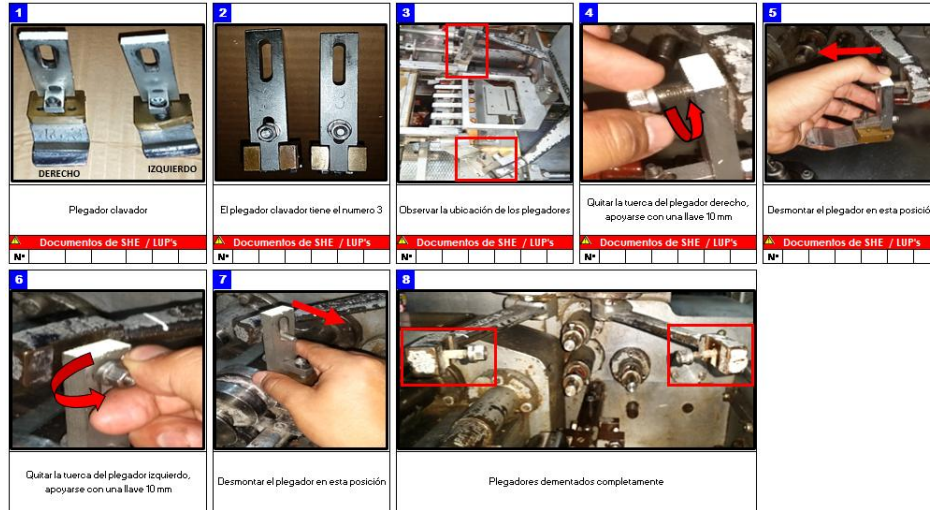 1
DERECHO
IZQUIERDO
Plegador clavador
Documentos de SHE / LUP's
N°
2
El plegador clavador tiene el numero 3
Documentos de SHE / LUP's
N°
3
Observar la ubicación de los plegadores
Documentos de SHE / LUP's
N°
4
Quitar la tuerca del plegador derecho,
apoyarse con una llave 10 mm
Documentos de SHE / LUP's
N°
5
Desmontar el plegador en esta posició
Documentos de SHE / LUP's
N°
6
Quitar la tuerca del plegador izquierdo,
apoyarse con una llave 10 mm
7
Desmontar el plegador en esta posición
8
Plegadores dementados completamente